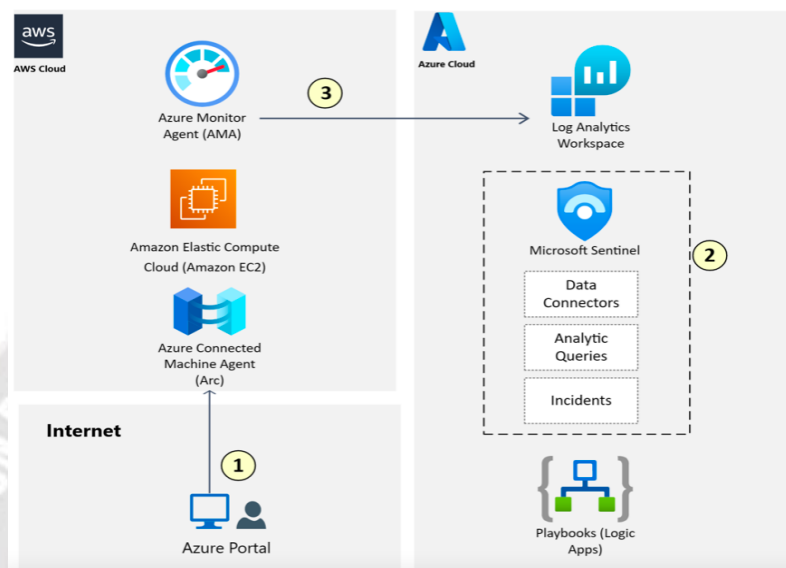 aws
AWS Cloud
Azure Monitor
Agent (AMA)
3
Amazon Elastic Compute
Cloud (Amazon EC2)
Azure Connected
Machine Agent
(Arc)
Internet
1
Azure Portal
Azure Cloud
Log Analytics
Workspace
Microsoft Sentinel
2
Data
Connectors
Analytic
Queries
Incidents
Playbooks (Logic
Apps)